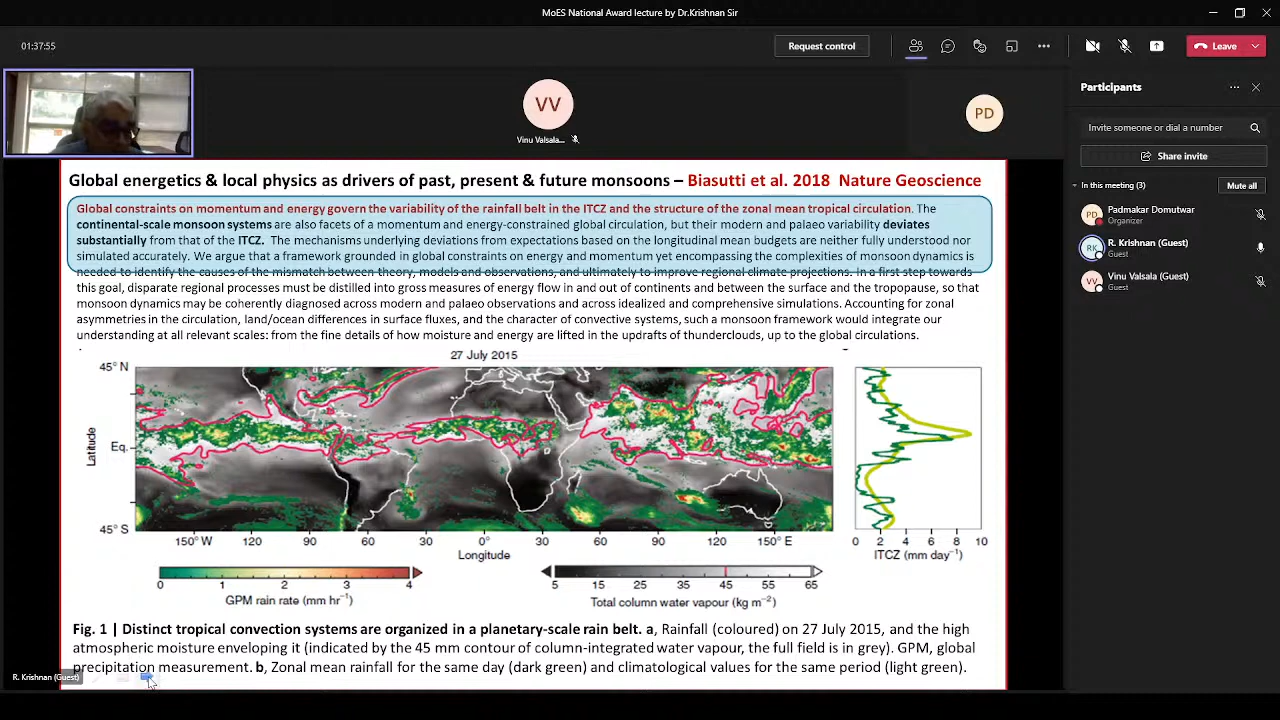 MoES National Award lecture by Dr.Krishnan Sir
01:37:55
Request control
Leave
VV
Vinu Valsala...
PD
Participants
Invite someone or dial a number
Share invite
In this meeting (3)
Mute all
PD
Padmakar Domutwar
Organizer
RK
R. Krishnan (Guest)
Guest
VV
Vinu Valsala (Guest)
Guest
Global energetics & local physics as drivers of past, present & future monsoons – Biasutti et al. 2018 Nature Geoscience
Global constraints on momentum and energy govern the variability of the rainfall belt in the ITCZ and the structure of the zonal mean tropical circulation. The
continental-scale monsoon systems are also facets of a momentum and energy-constrained global circulation, but their modern and palaeo variability deviates
substantially from that of the ITCZ. The mechanisms underlying deviations from expectations based on the longitudinal mean budgets are neither fully understood nor
simulated accurately. We argue that a framework grounded in global constraints on energy and momentum yet encompassing the complexities of monsoon dynamics is
needed to identify the causes of the mismatch between theory, models and observations, and ultimately to improve regional climate projections. In a first step towards
this goal, disparate regional processes must be distilled into gross measures of energy flow in and out of continents and between the surface and the tropopause, so that
monsoon dynamics may be coherently diagnosed across modern and palaeo observations and across idealized and comprehensive simulations. Accounting for zonal
asymmetries in the circulation, land/ocean differences in surface fluxes, and the character of convective systems, such a monsoon framework would integrate our
understanding at all relevant scales: from the fine details of how moisture and energy are lifted in the updrafts of thunderclouds, up to the global circulations.
27 July 2015
45° N
Eq.
45° S
Latitude
150° W 120 90 60 30 0° 30 60 90 120 150° E
Longitude
0 2 4 6 8 10
ITCZ (mm day⁻¹)
0 1 2 3 4
GPM rain rate (mm hr⁻¹)
5 15 25 35 45 55 65
Total column water vapour (kg m⁻²)
Fig. 1 | Distinct tropical convection systems are organized in a planetary-scale rain belt. a, Rainfall (coloured) on 27 July 2015, and the high
atmospheric moisture enveloping it (indicated by the 45 mm contour of column-integrated water vapour, the full field is in grey). GPM, global
precipitation measurement. b, Zonal mean rainfall for the same day (dark green) and climatological values for the same period (light green).
R. Krishnan (Guest)